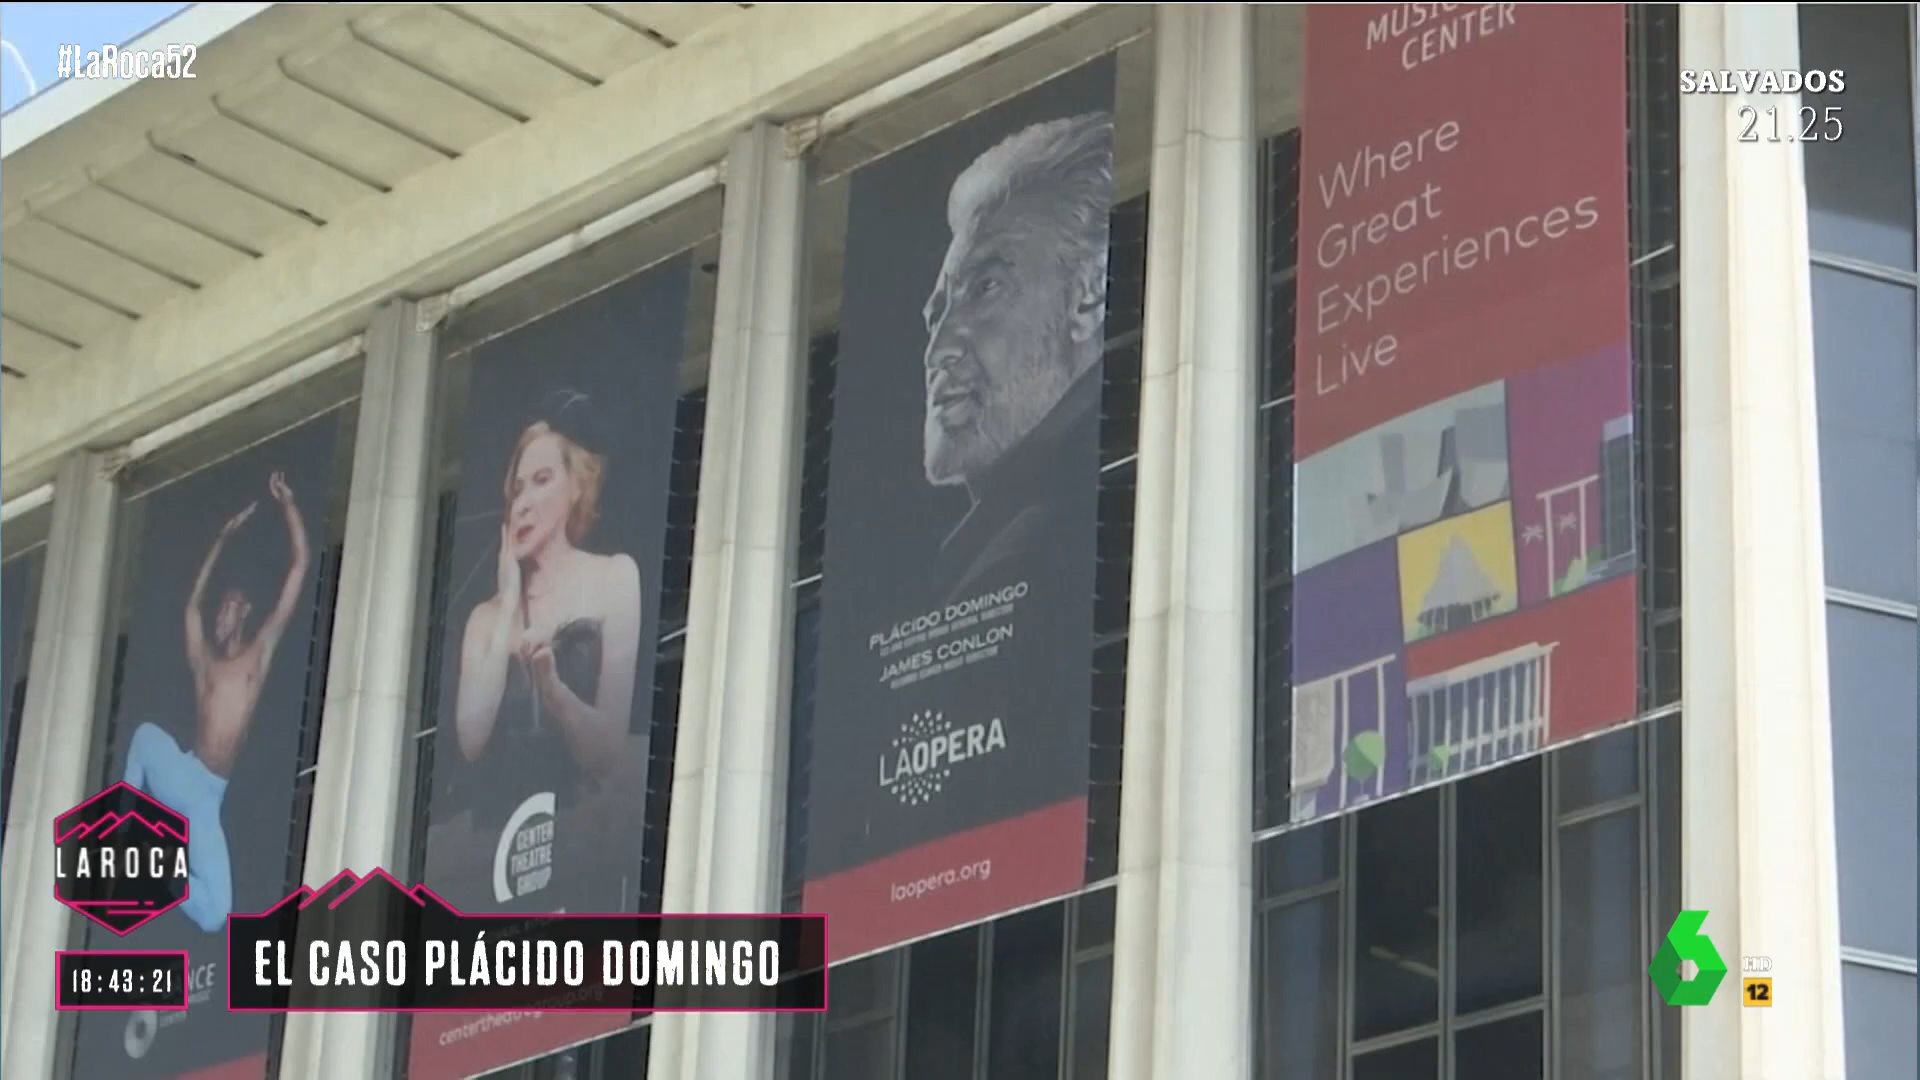 #LaRoca52
SALVADOS
21.25
MUSIC
CENTER
Where
Great
Experiences
Live
PLÁCIDO DOMINGO
JAMES CONLON
LAOPERA
laopera.org
CENTER
THEATRE
GROUP
LAROCA
18:43:21
EL CASO PLÁCIDO DOMINGO
HD
12